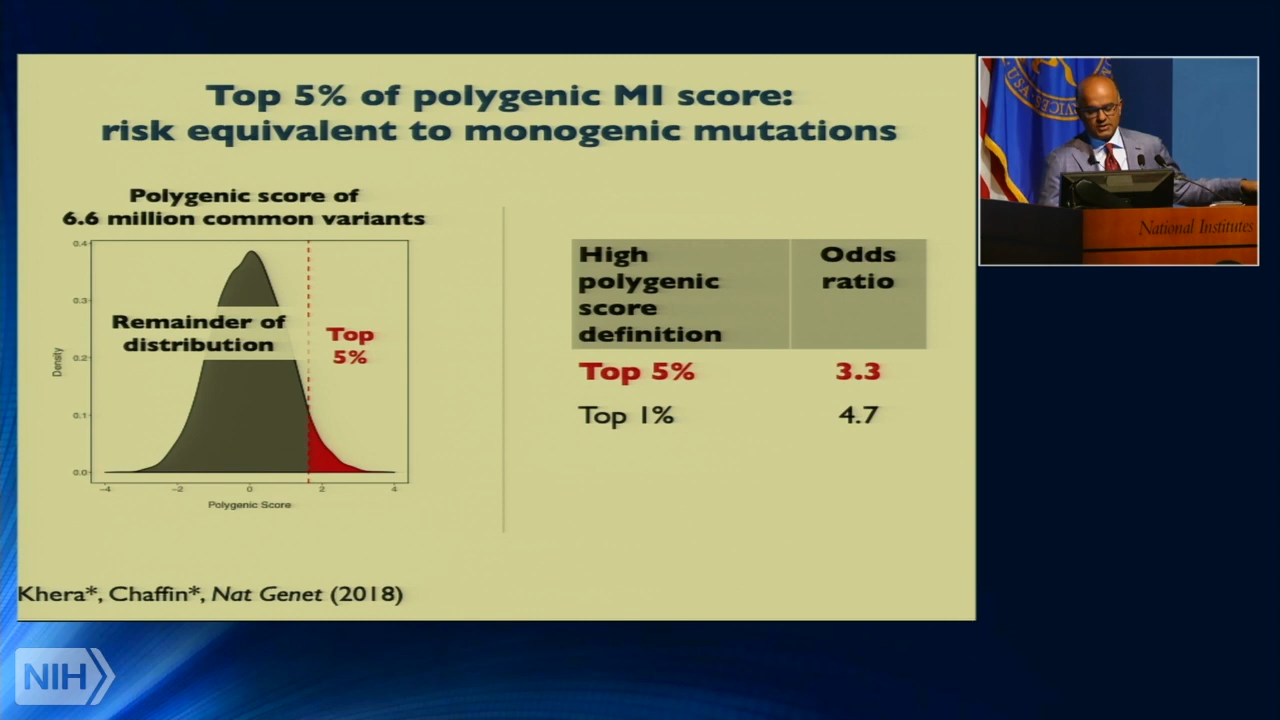 Top 5% of polygenic MI score:
risk equivalent to monogenic mutations
Polygenic score of
6.6 million common variants
0.4
0.3
0.2
0.1
0.0
Density
Remainder of
distribution
Top
5%
-4
-2
0
2
4
Polygenic Score
High
polygenic
score
definition
Odds
ratio
Top 5%
3.3
Top 1%
4.7
Khera*, Chaffin*, Nat Genet (2018)
National Institutes
NIH